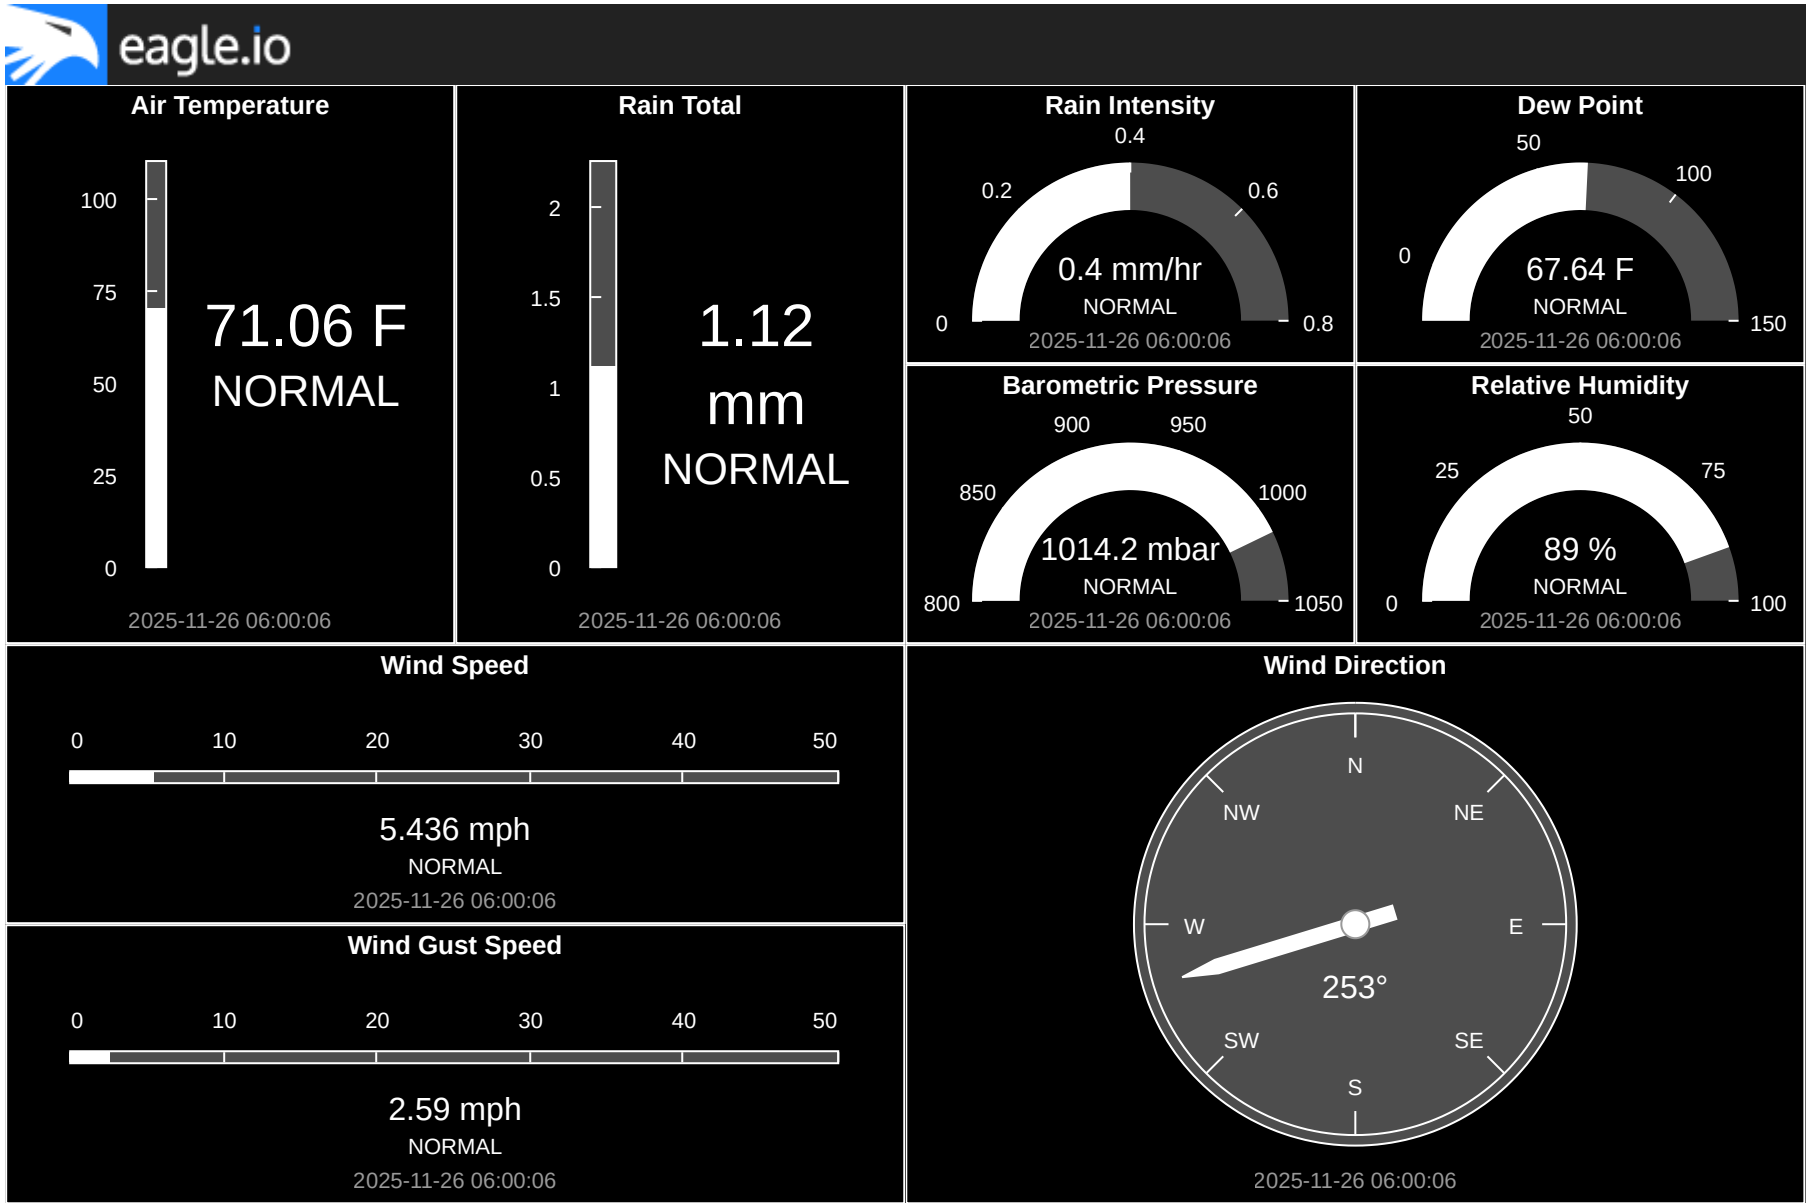 eagle.io
Air Temperature
100
75
50
25
0
71.06 F
NORMAL
2025-11-26 06:00:06
Rain Total
2
1.5
1
0.5
0
1.12
mm
NORMAL
2025-11-26 06:00:06
Rain Intensity
0.4
0.2
0.6
0
0.8
0.4 mm/hr
NORMAL
2025-11-26 06:00:06
Dew Point
50
100
0
150
67.64 F
NORMAL
2025-11-26 06:00:06
Barometric Pressure
900
950
850
1000
800
1050
1014.2 mbar
NORMAL
2025-11-26 06:00:06
Relative Humidity
50
25
75
0
100
89 %
NORMAL
2025-11-26 06:00:06
Wind Speed
0 10 20 30 40 50
5.436 mph
NORMAL
2025-11-26 06:00:06
Wind Gust Speed
0 10 20 30 40 50
2.59 mph
NORMAL
2025-11-26 06:00:06
Wind Direction
N
NW
NE
W
E
253°
SW
SE
S
2025-11-26 06:00:06